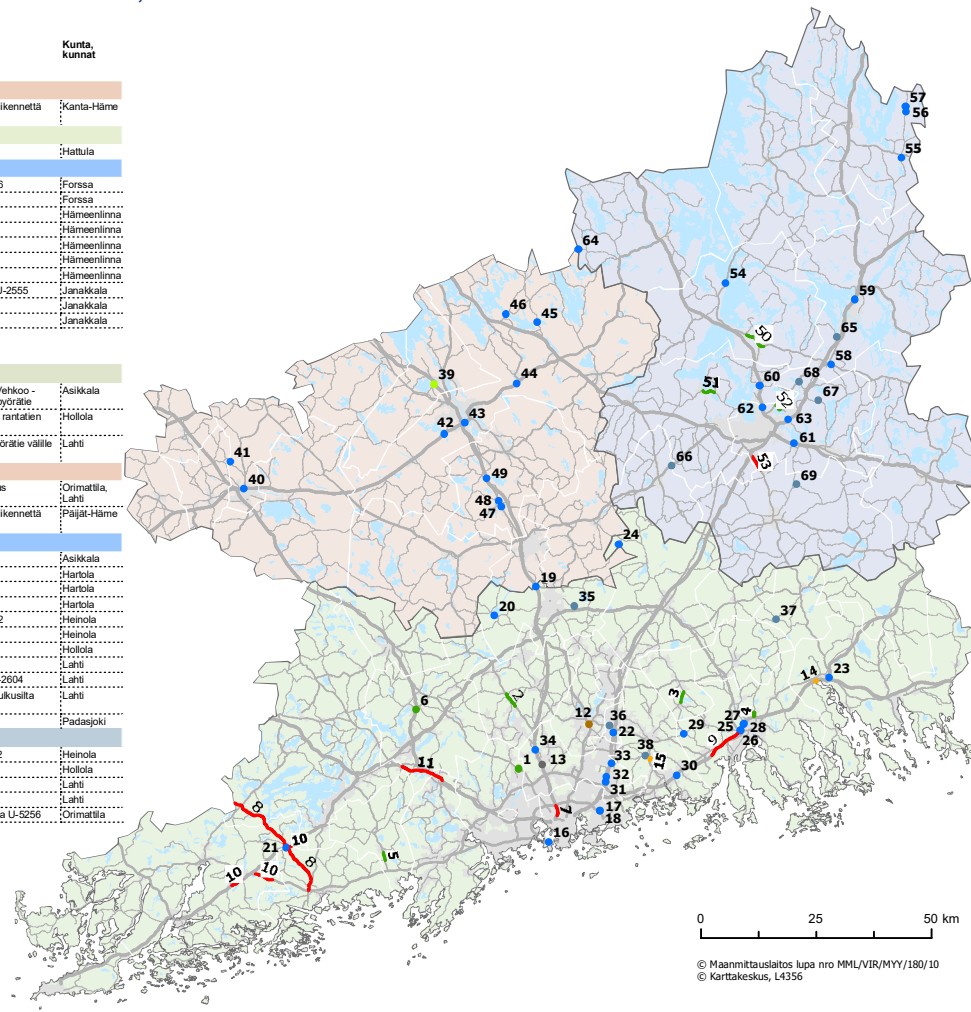 Kunta,
kunnat
ikennettä Kanta-Häme
Hattula
6 Forssa
Forssa
Hämeenlinna
Hämeenlinna
Hämeenlinna
Hämeenlinna
Hämeenlinna
U-2555 Janakkala
Janakkala
Janakkala
Vehkoo - Asikkala
pyörätie
rantatien Hollola
örätie välille Lahti
us Orimattila,
Lahti
ikennettä Päijät-Häme
Asikkala
Hartola
Hartola
Hartola
2 Heinola
Heinola
Hollola
Lahti
-2604 Lahti
ulkusilta Lahti
Padasjoki
2 Heinola
Hollola
Lahti
Lahti
a U-5256 Orimattila
57
56
55
64
54
59
46
45
65
50
58
39
44
60
68
51
67
52
62
63
43
42
61
41
53
66
40
49
69
48
47
24
19
35
20
37
14
23
3
2
6
12
36
27
4
25
28
22
29
26
9
34
38
1
13
33
15
11
30
32
31
8
7
17
18
16
21
10
5
8
10
10
0 25 50 km
© Maanmittauslaitos lupa nro MML/VIR/MYY/180/10
© Karttakeskus, L4356